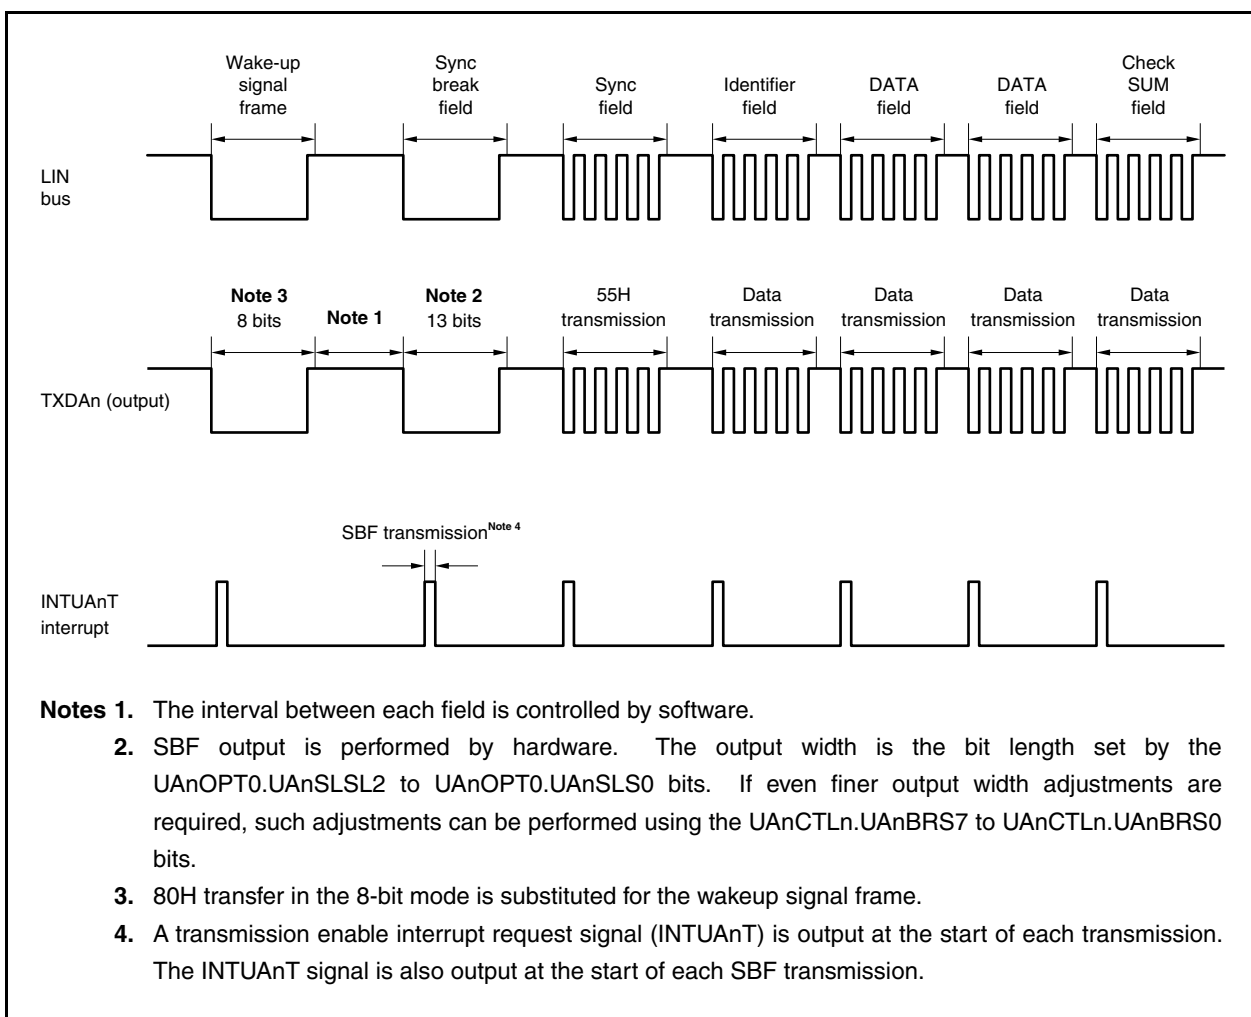 Wake-up
signal
frame
Sync
break
field
Sync
field
Identifier
field
DATA
field
DATA
field
Check
SUM
field
LIN
bus
Note 3
8 bits
Note 1
Note 2
13 bits
55H
transmission
Data
transmission
Data
transmission
Data
transmission
Data
transmission
TXDAn (output)
SBF transmission Note 4
INTUAnT
interrupt
Notes 1. The interval between each field is controlled by software.
2. SBF output is performed by hardware. The output width is the bit length set by the
UAnOPT0.UAnSLSL2 to UAnOPT0.UAnSLS0 bits. If even finer output width adjustments are
required, such adjustments can be performed using the UAnCTLn.UAnBRS7 to UAnCTLn.UAnBRS0
bits.
3. 80H transfer in the 8-bit mode is substituted for the wakeup signal frame.
4. A transmission enable interrupt request signal (INTUAnT) is output at the start of each transmission.
The INTUAnT signal is also output at the start of each SBF transmission.